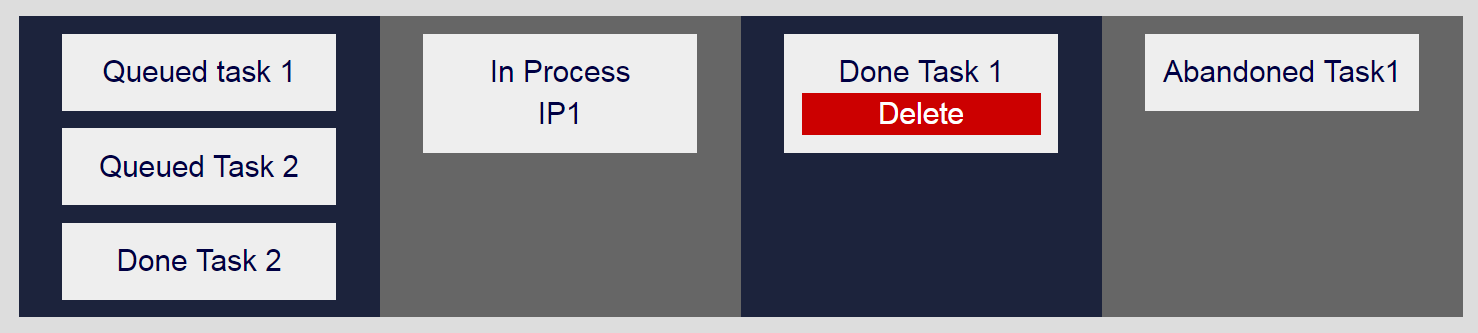 Queued task 1
Queued Task 2
Done Task 2
In Process
IP1
Done Task 1
Delete
Abandoned Task1